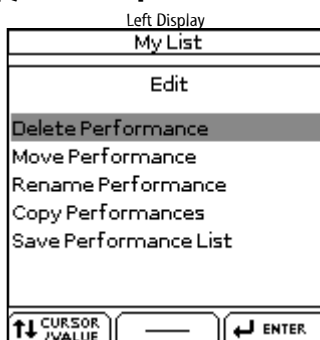 Left Display
My List
Edit
Delete Performance
Move Performance
Rename Performance
Copy Performances
Save Performance List
CURSOR
/VALUE
ENTER